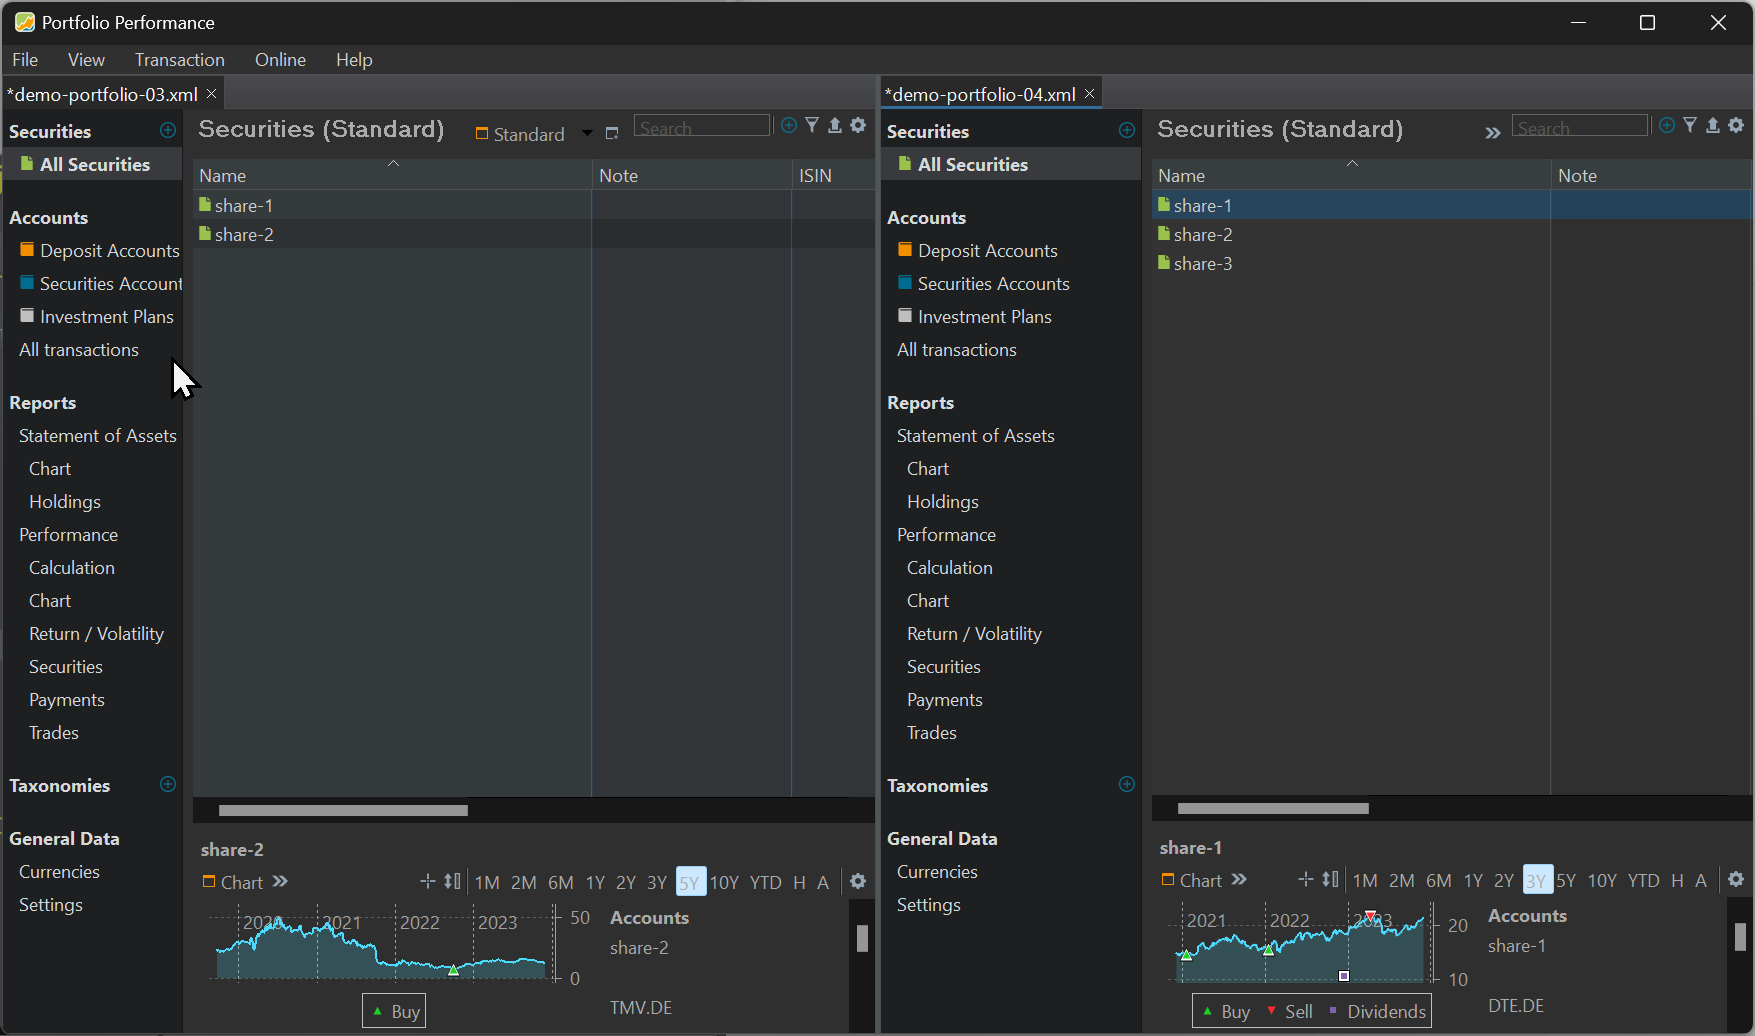 Portfolio Performance
File View Transaction Online Help
*demo-portfolio-03.xml
Securities
All Securities
Accounts
Deposit Accounts
Securities Account
Investment Plans
All transactions
Reports
Statement of Assets
Chart
Holdings
Performance
Calculation
Chart
Return / Volatility
Securities
Payments
Trades
Taxonomies
General Data
Currencies
Settings
Securities (Standard) Standard Search
Name Note ISIN
share-1
share-2
share-2
Chart 1M 2M 6M 1Y 2Y 3Y 5Y 10Y YTD H A
2020 2021 2022 2023 50
0
Buy
Accounts
share-2
TMV.DE
*demo-portfolio-04.xml
Securities
All Securities
Accounts
Deposit Accounts
Securities Accounts
Investment Plans
All transactions
Reports
Statement of Assets
Chart
Holdings
Performance
Calculation
Chart
Return / Volatility
Securities
Payments
Trades
Taxonomies
General Data
Currencies
Settings
Securities (Standard) Search
Name Note
share-1
share-2
share-3
share-1
Chart 1M 2M 6M 1Y 2Y 3Y 5Y 10Y YTD H A
2021 2022 2023 20
10
Buy Sell Dividends
Accounts
share-1
DTE.DE